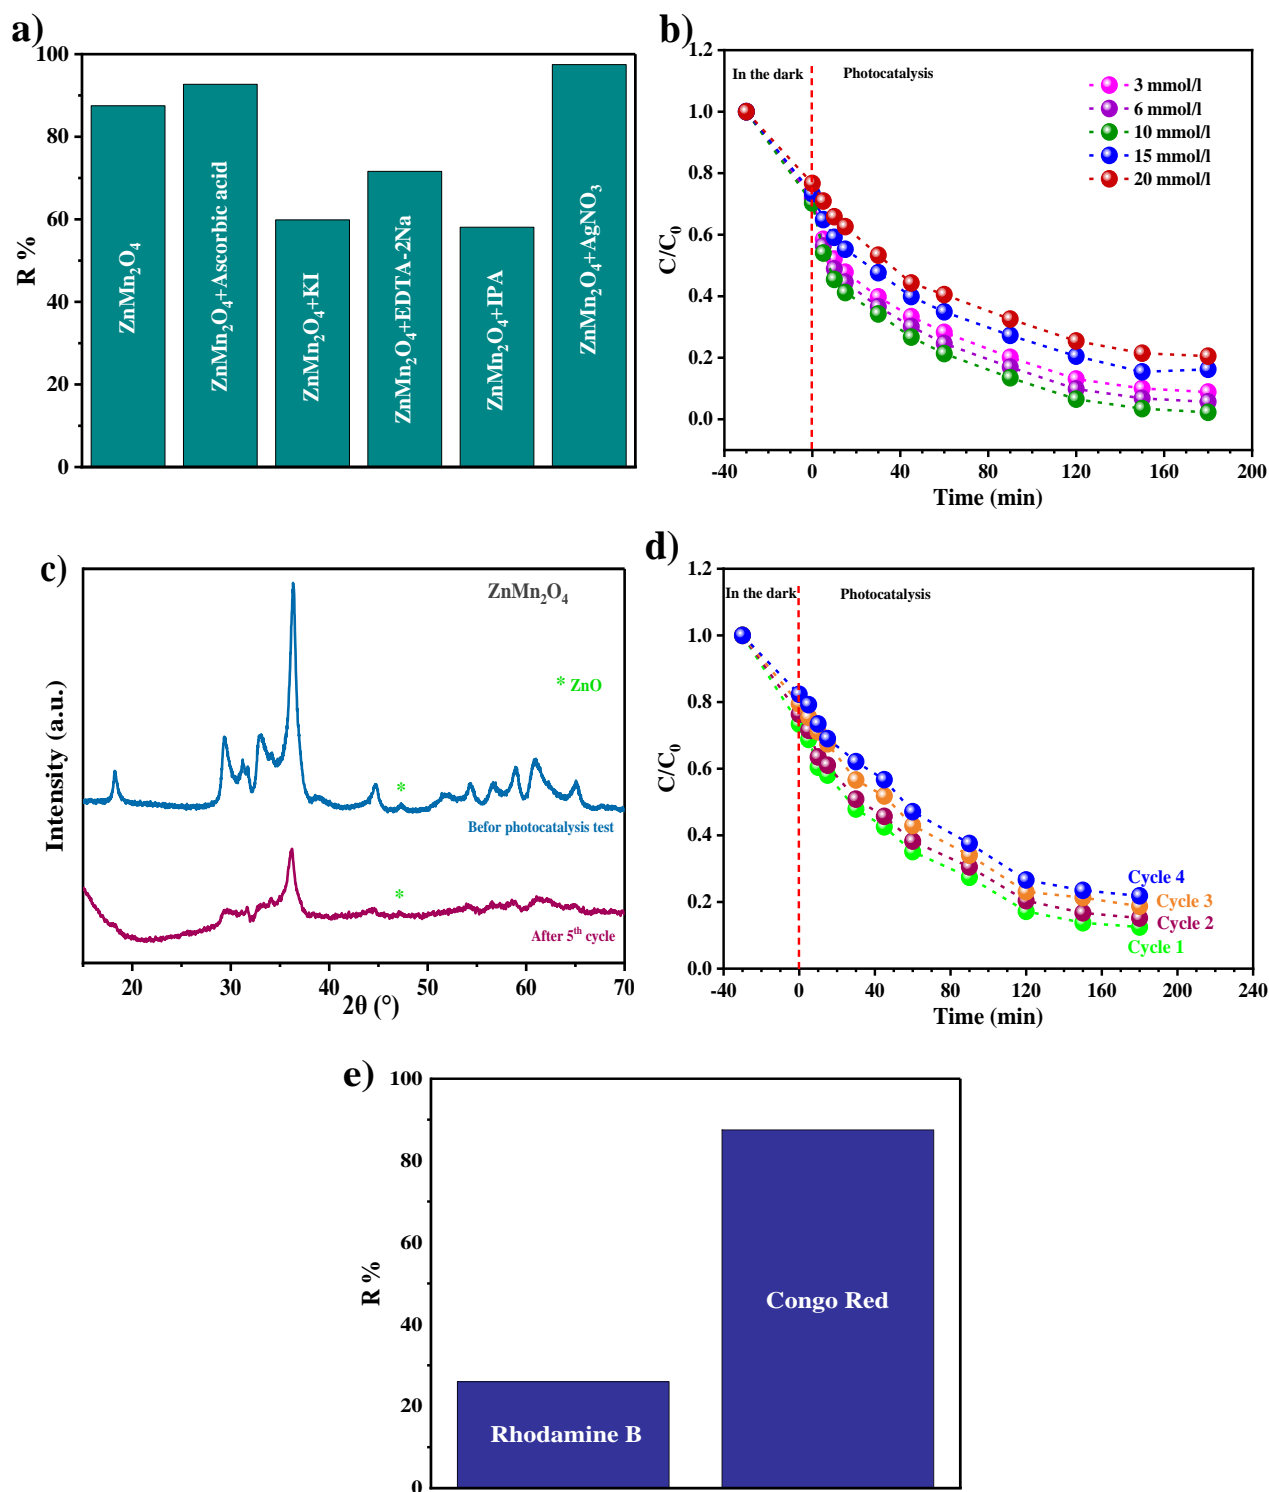 a)
R %
100
80
60
40
20
0
ZnMn₂O₄
ZnMn₂O₄+Ascorbic acid
ZnMn₂O₄+KI
ZnMn₂O₄+EDTA-2Na
ZnMn₂O₄+IPA
ZnMn₂O₄+AgNO₃
b)
C/C₀
1.2
1.0
0.8
0.6
0.4
0.2
0.0
In the dark
Photocatalysis
3 mmol/l
6 mmol/l
10 mmol/l
15 mmol/l
20 mmol/l
-40 0 40 80 120 160 200
Time (min)
c)
Intensity (a.u.)
ZnMn₂O₄
* ZnO
*
Befor photocatalysis test
*
After 5ᵗʰ cycle
20 30 40 50 60 70
2θ (°)
d)
C/C₀
1.2
1.0
0.8
0.6
0.4
0.2
0.0
In the dark
Photocatalysis
Cycle 4
Cycle 3
Cycle 2
Cycle 1
-40 0 40 80 120 160 200 240
Time (min)
e)
R %
100
80
60
40
20
0
Rhodamine B
Congo Red